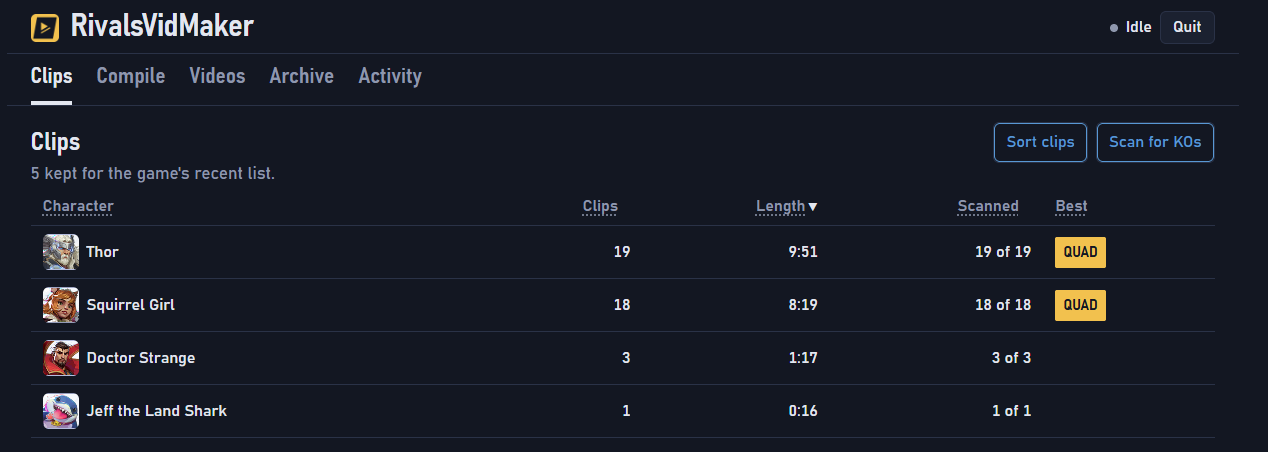 RivalsVidMaker
Idle Quit
Clips Compile Videos Archive Activity
Clips
Sort clips Scan for KOs
5 kept for the game's recent list.
Character Clips Length▼ Scanned Best
Thor 19 9:51 19 of 19 QUAD
Squirrel Girl 18 8:19 18 of 18 QUAD
Doctor Strange 3 1:17 3 of 3
Jeff the Land Shark 1 0:16 1 of 1